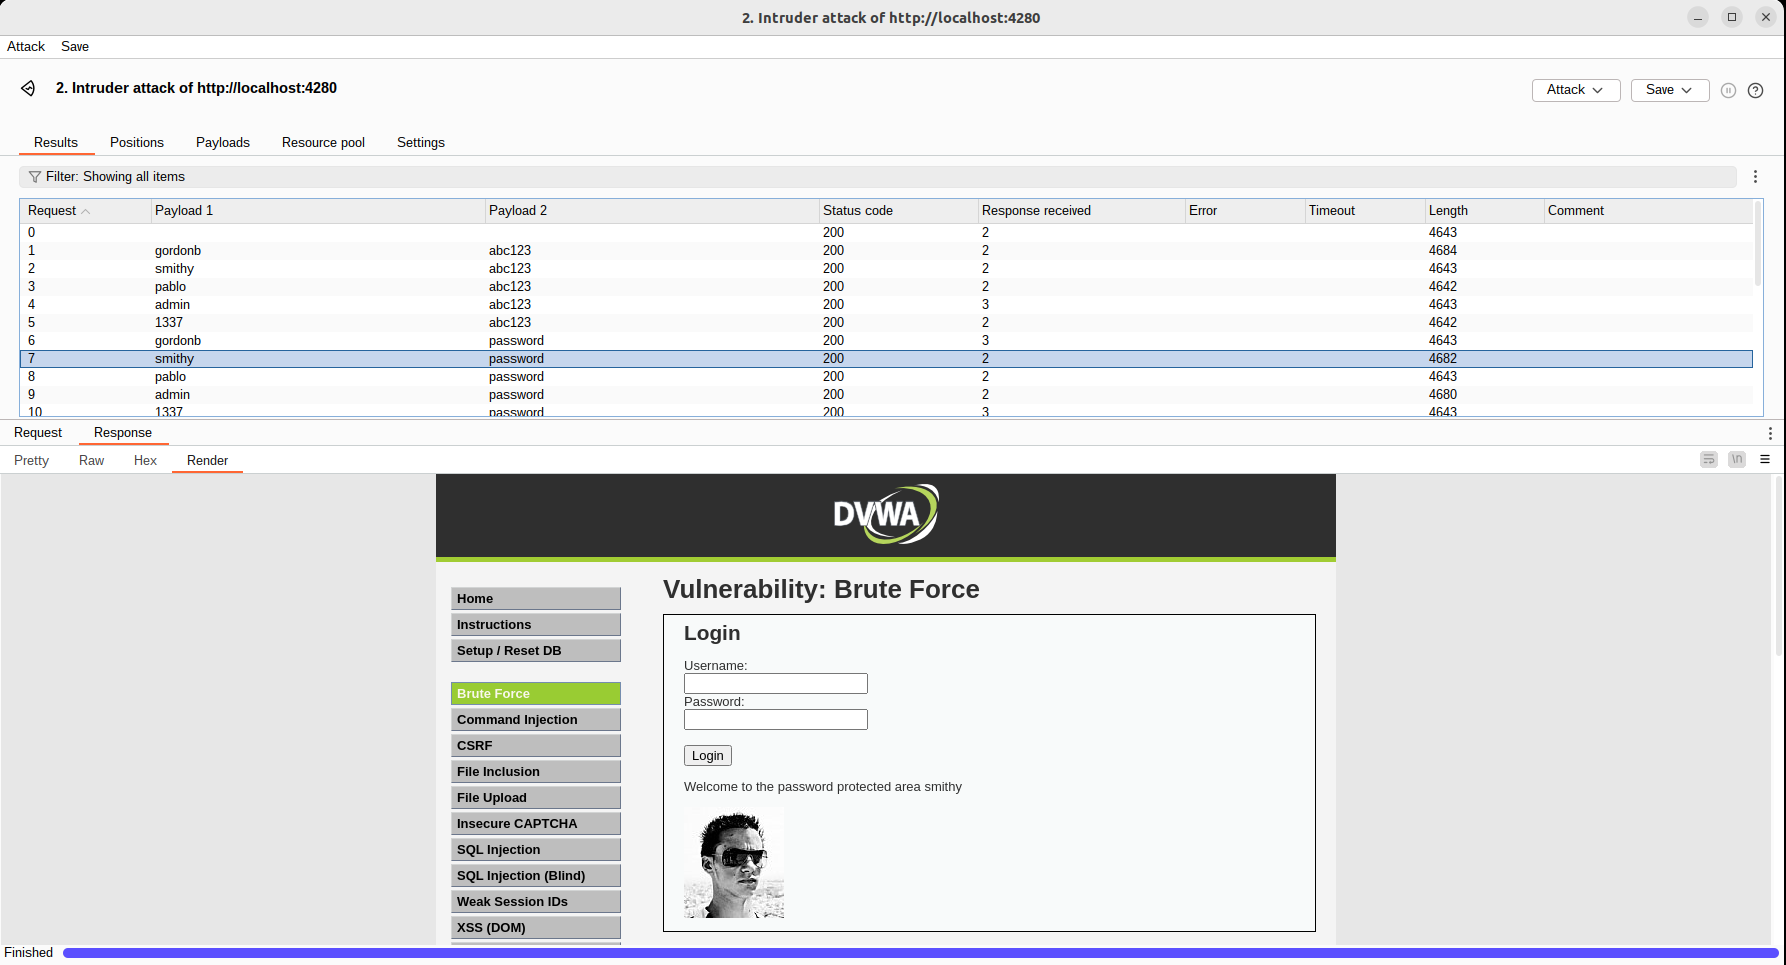 2. Intruder attack of http://localhost:4280
Attack Save
2. Intruder attack of http://localhost:4280
Attack Save
Results Positions Payloads Resource pool Settings
Filter: Showing all items
Request Payload 1 Payload 2 Status code Response received Error Timeout Length Comment
0 200 2 4643
1 gordonb abc123 200 2 4684
2 smithy abc123 200 2 4643
3 pablo abc123 200 2 4642
4 admin abc123 200 3 4643
5 1337 abc123 200 2 4642
6 gordonb password 200 3 4643
7 smithy password 200 2 4682
8 pablo password 200 2 4643
9 admin password 200 2 4680
10 1337 password 200 3 4643
Request Response
Pretty Raw Hex Render
\n
DVWA
Vulnerability: Brute Force
Home
Instructions
Setup / Reset DB
Brute Force
Command Injection
CSRF
File Inclusion
File Upload
Insecure CAPTCHA
SQL Injection
SQL Injection (Blind)
Weak Session IDs
XSS (DOM)
Login
Username:
Password:
Login
Welcome to the password protected area smithy
Finished